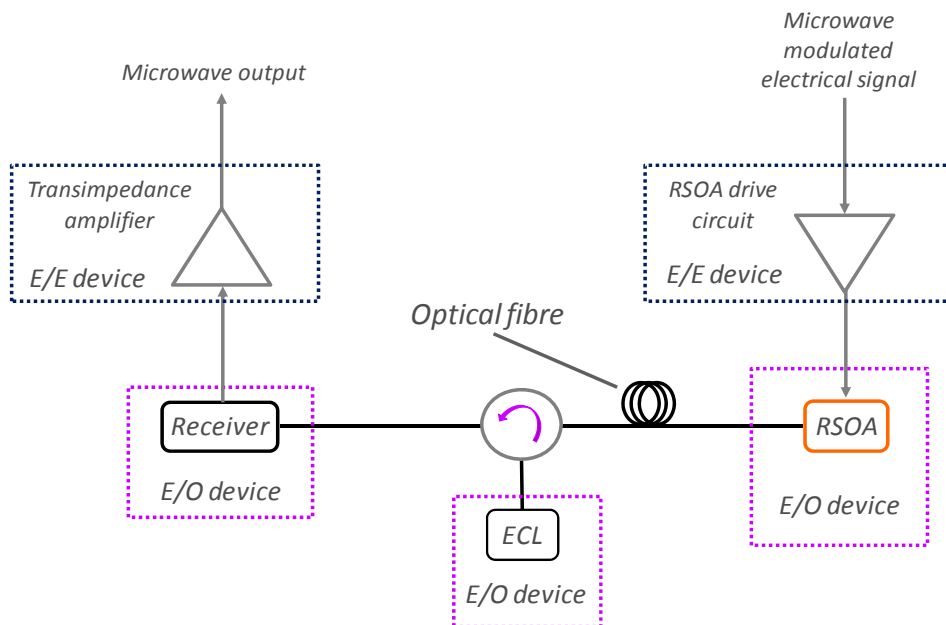 Microwave output
Microwave
modulated
electrical signal
Transimpedance
amplifier
E/E device
RSOA drive
circuit
E/E device
Optical fibre
Receiver
E/O device
ECL
E/O device
RSOA
E/O device